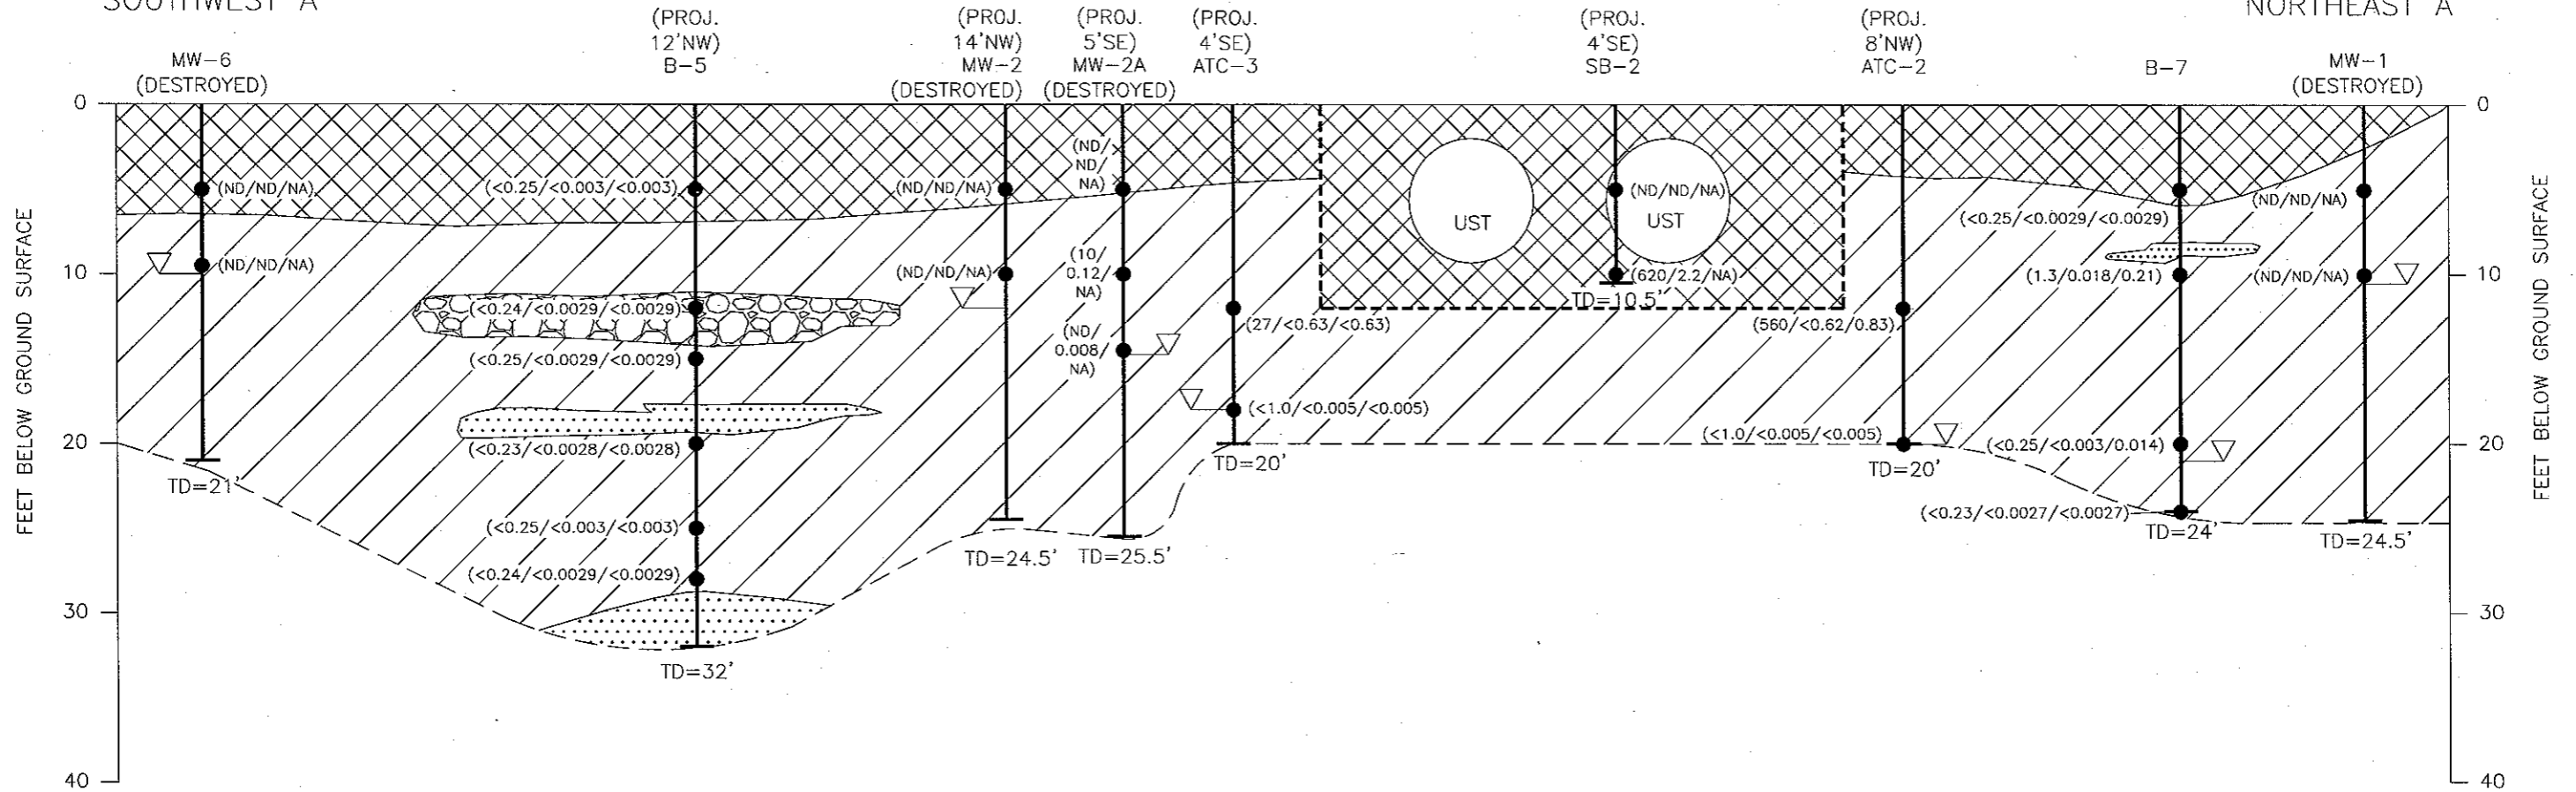 SOUTHWEST A
NORTHEAST A
MW-6
(DESTROYED)
(PROJ.
12'NW)
B-5
(PROJ.
14'NW)
MW-2
(DESTROYED)
(PROJ.
5'SE)
MW-2A
(DESTROYED)
(PROJ.
4'SE)
ATC-3
(PROJ.
4'SE)
SB-2
(PROJ.
8'NW)
ATC-2
B-7
MW-1
(DESTROYED)
FEET BELOW GROUND SURFACE
0
10
20
30
40
(ND/ND/NA)
(ND/ND/NA)
TD=21'
(<0.25/<0.003/<0.003)
(<0.24/<0.0029/<0.0029)
(<0.25/<0.0029/<0.0029)
(<0.23/<0.0028/<0.0028)
(<0.25/<0.003/<0.003)
(<0.24/<0.0029/<0.0029)
TD=32'
(ND/ND/NA)
(ND/ND/NA)
TD=24.5'
(ND/
ND/
NA)
(10/
0.12/
NA)
(ND/
0.008/
NA)
TD=25.5'
(27/<0.63/<0.63)
(<1.0/<0.005/<0.005)
TD=20'
UST
(ND/ND/NA)
UST
(620/2.2/NA)
TD=10.5'
(560/<0.62/0.83)
(<1.0/<0.005/<0.005)
TD=20'
(<0.25/<0.0029/<0.0029)
(1.3/0.018/0.21)
(<0.25/<0.003/0.014)
(<0.23/<0.0027/<0.0027)
TD=24'
(ND/ND/NA)
(ND/ND/NA)
TD=24.5'
0
10
20
30
40
FEET BELOW GROUND SURFACE